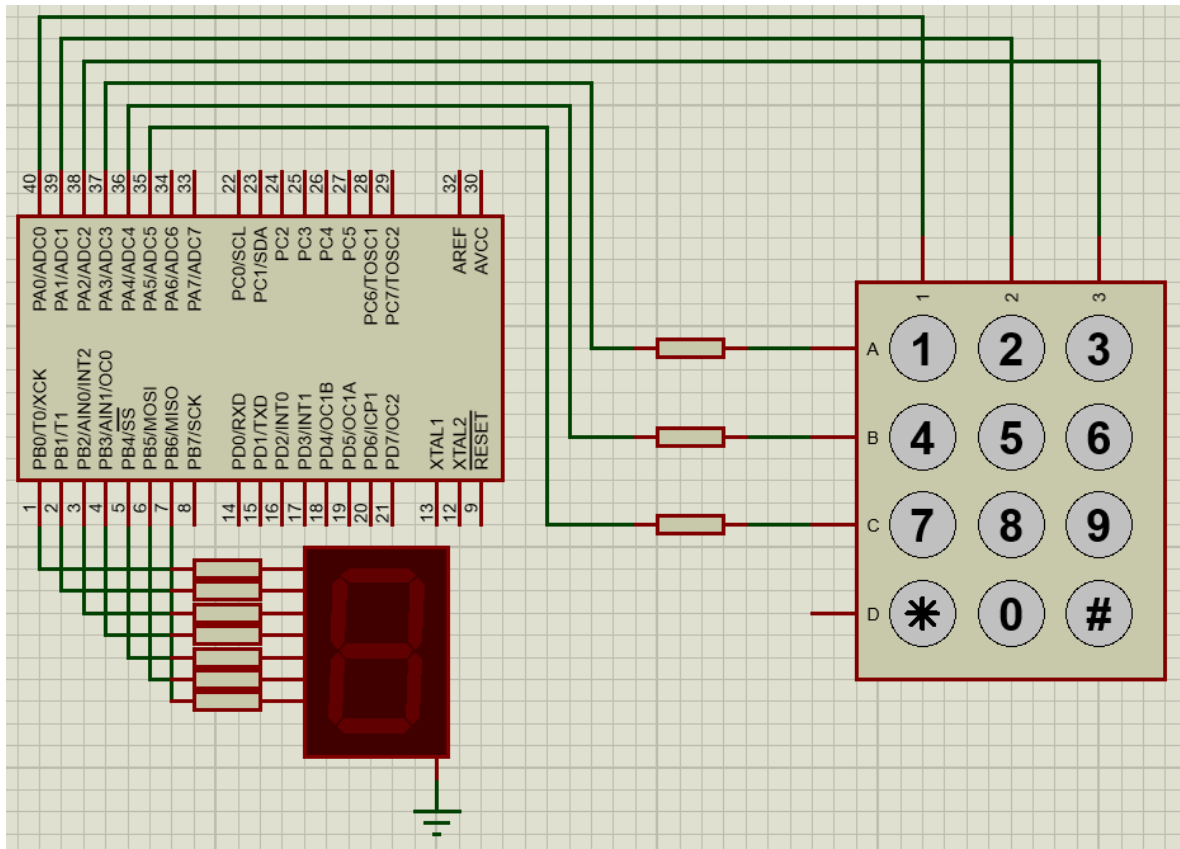 40
39
38
37
36
35
34
33
22
23
24
25
26
27
28
29
32
30
PA0/ADC0
PA1/ADC1
PA2/ADC2
PA3/ADC3
PA4/ADC4
PA5/ADC5
PA6/ADC6
PA7/ADC7
PC0/SCL
PC1/SDA
PC2
PC3
PC4
PC5
PC6/TOSC1
PC7/TOSC2
AREF
AVCC
PB0/T0/XCK
PB1/T1
PB2/AIN0/INT2
PB3/AIN1/OC0
PB4/SS
PB5/MOSI
PB6/MISO
PB7/SCK
PD0/RXD
PD1/TXD
PD2/INT0
PD3/INT1
PD4/OC1B
PD5/OC1A
PD6/ICP1
PD7/OC2
XTAL1
XTAL2
RESET
1
2
3
4
5
6
7
8
14
15
16
17
18
19
20
21
13
12
9
1 2 3
A 1 2 3
B 4 5 6
C 7 8 9
D * 0 #